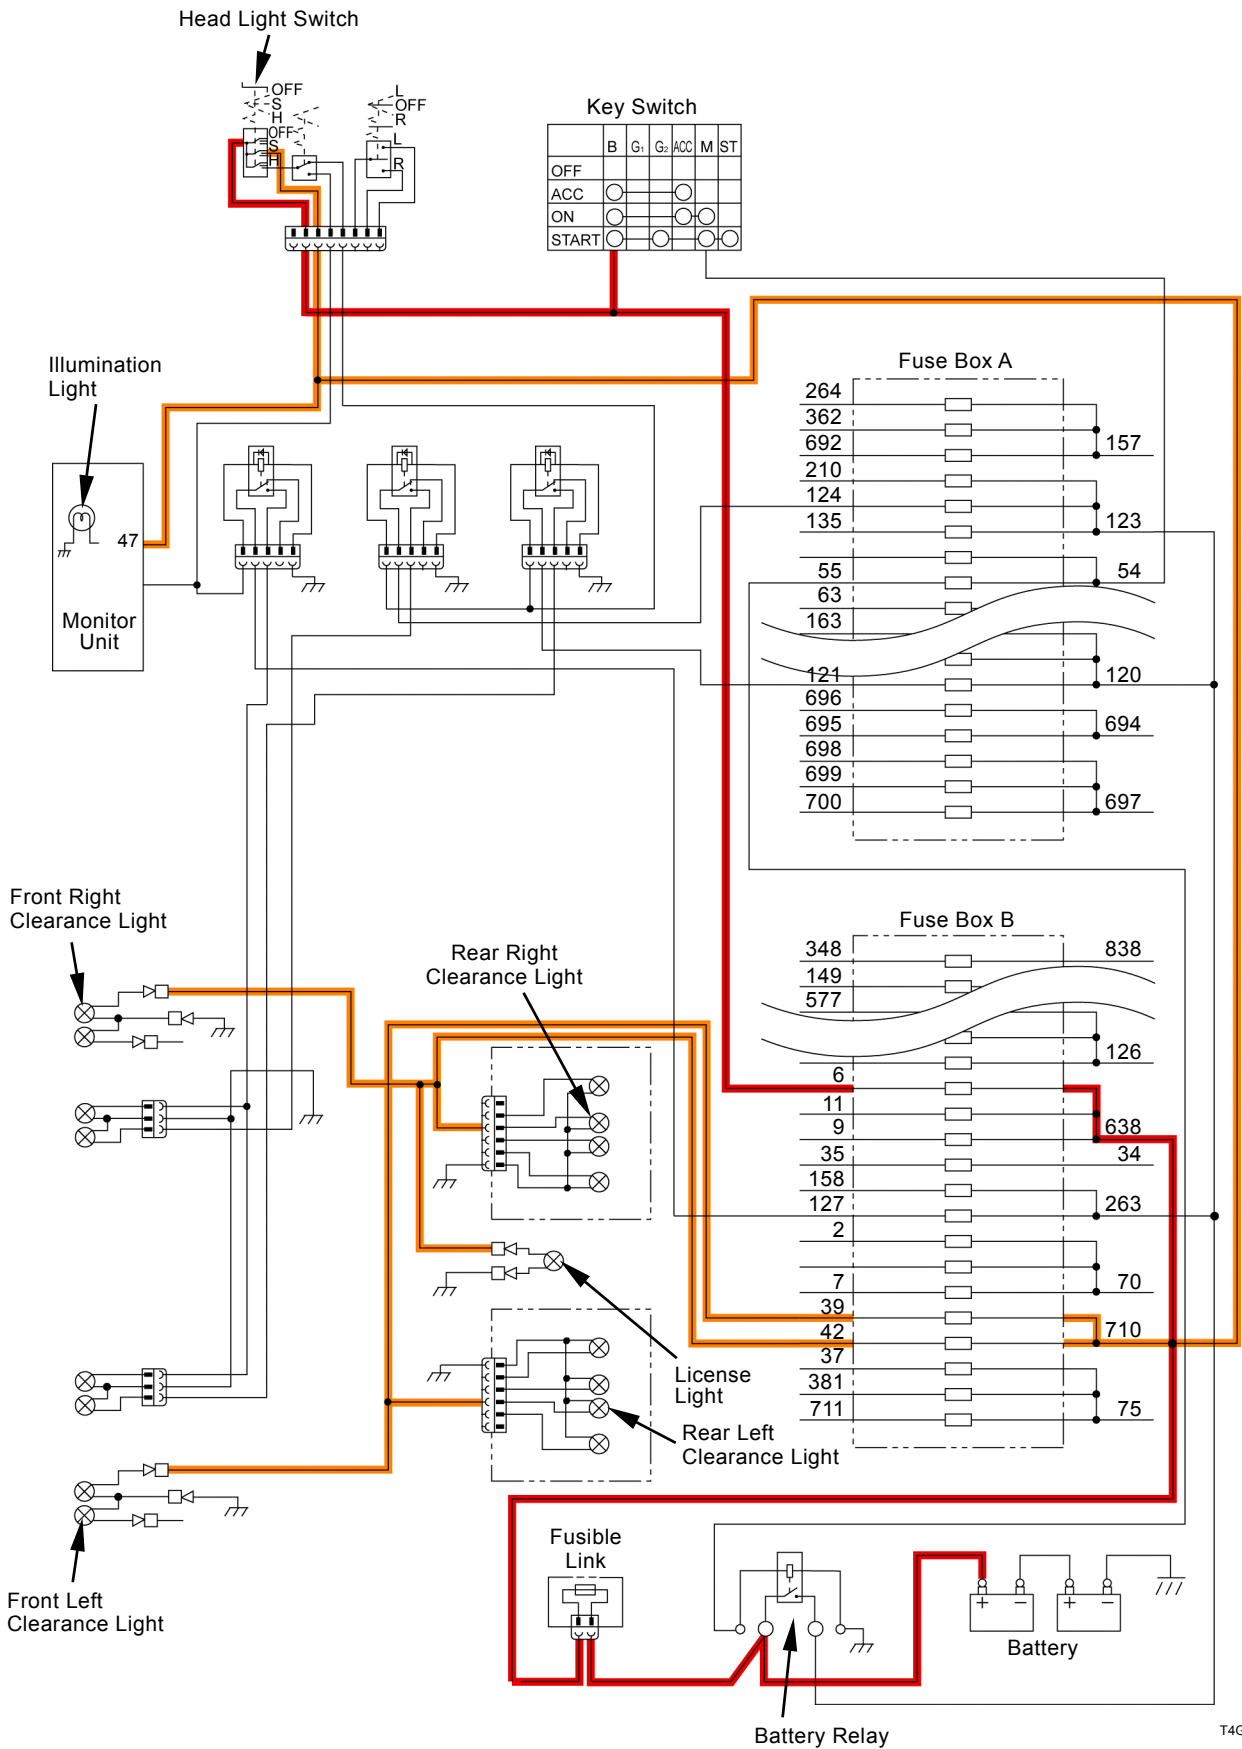 Head Light Switch
OFF
S
H
OFF
S
H
L
OFF
R
L
R
Key Switch
B G1 G2 ACC M ST
OFF
ACC
ON
START
Illumination
Light
47
Monitor
Unit
Fuse Box A
264
362
692 157
210
124
135 123
55 54
63
163
121 120
696
695 694
698
699
700 697
Front Right
Clearance Light
Rear Right
Clearance Light
Fuse Box B
348 838
149
577
126
6
11
9 638
35 34
158
127 263
2
7 70
39
42 710
37
381
711 75
License
Light
Rear Left
Clearance Light
Front Left
Clearance Light
Fusible
Link
+ − + −
Battery
Battery Relay
T4G